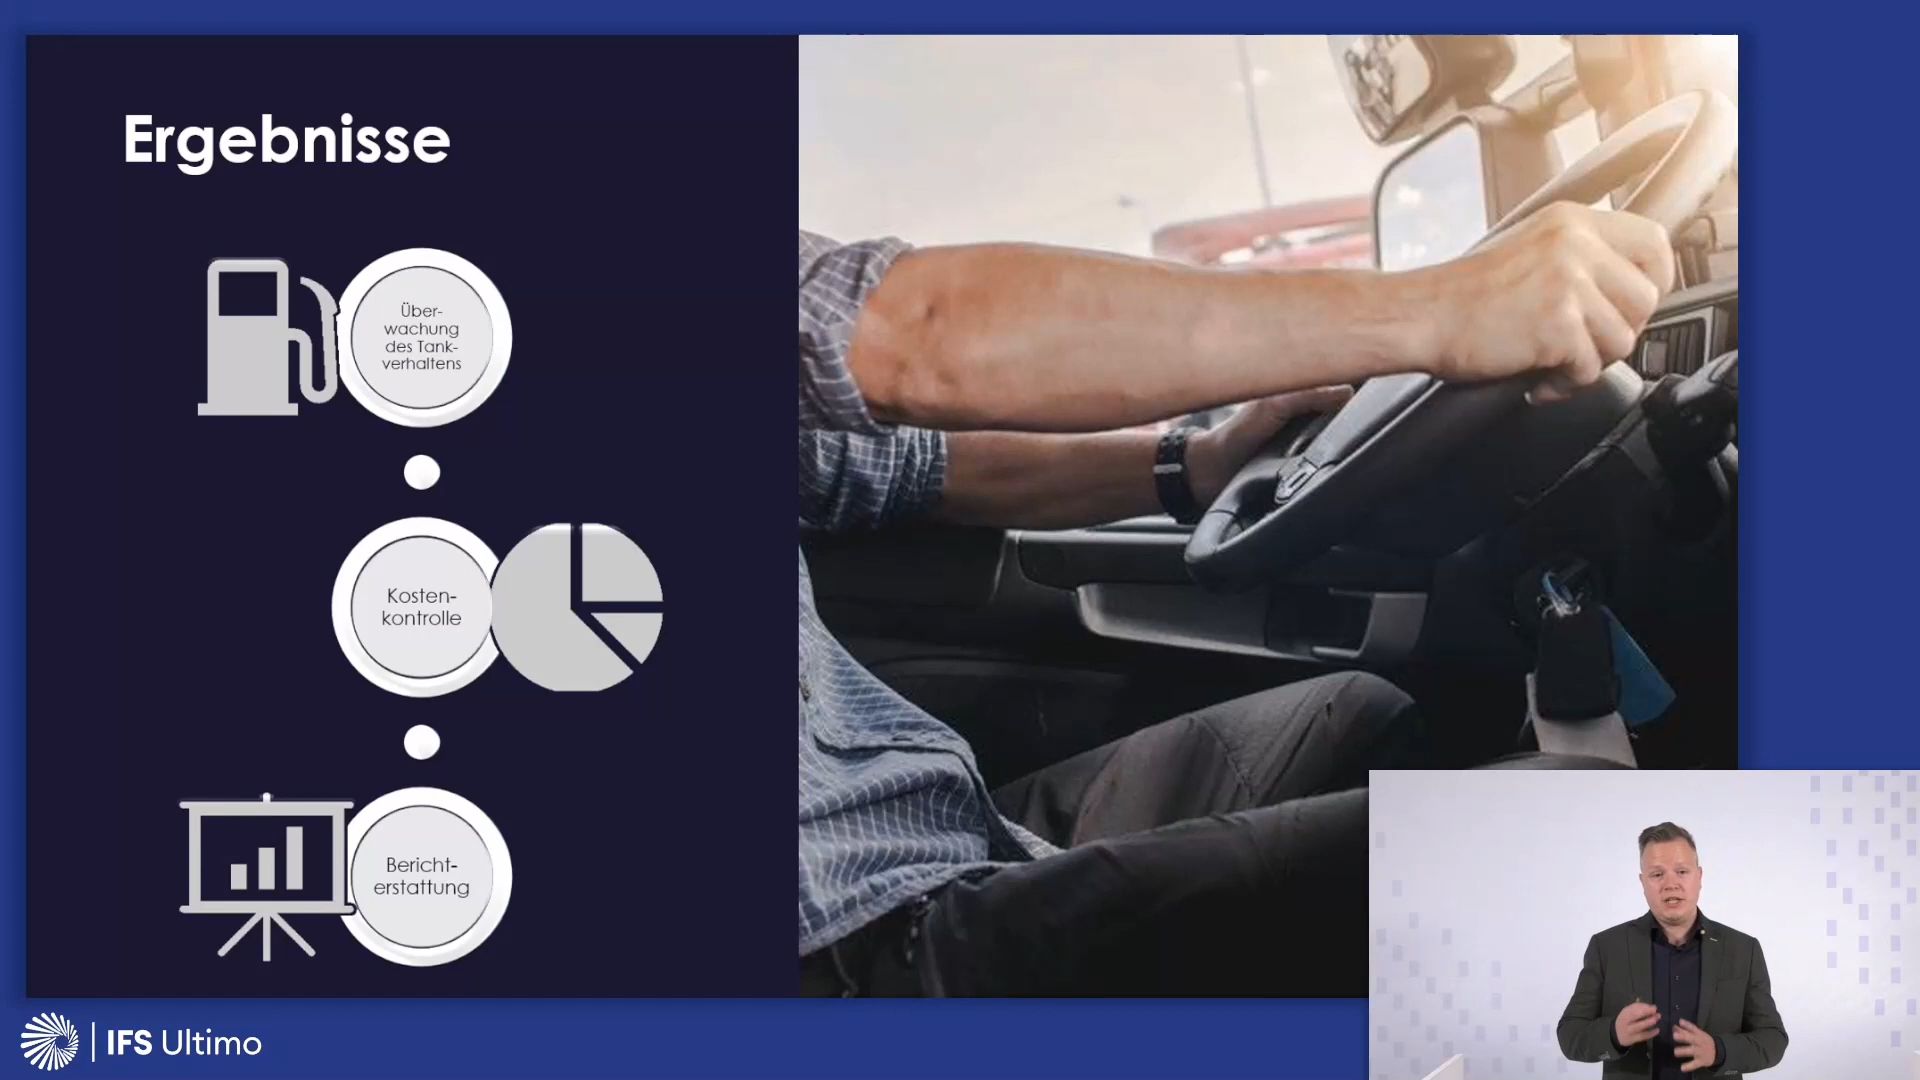 Ergebnisse
Über-
wachung
des Tank-
verhaltens
Kosten-
kontrolle
Bericht-
erstattung
IFS Ultimo